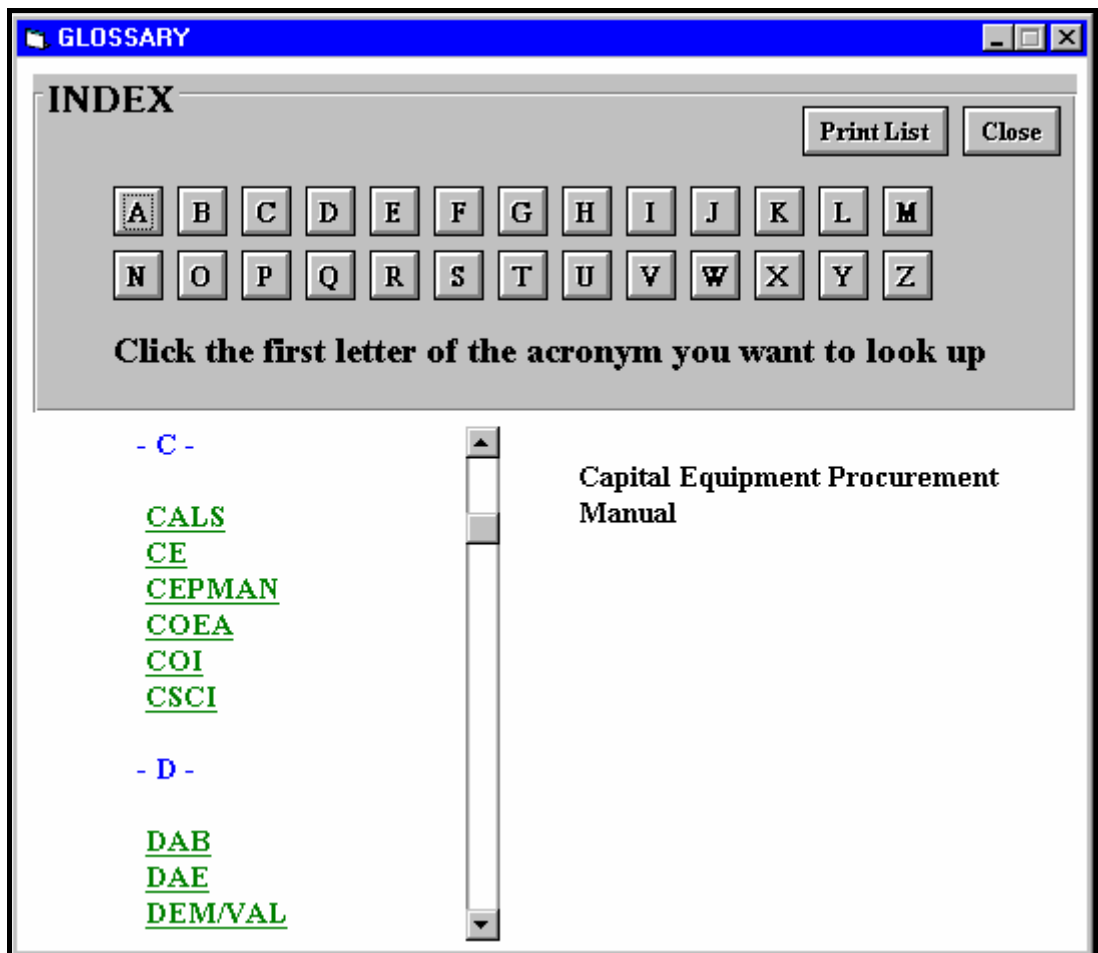 GLOSSARY
INDEX
Print List Close
A B C D E F G H I J K L M
N O P Q R S T U V W X Y Z
Click the first letter of the acronym you want to look up
- C -
CALS
CE
CEPMAN
COEA
COI
CSCI
- D -
DAB
DAE
DEM/VAL
Capital Equipment Procurement
Manual